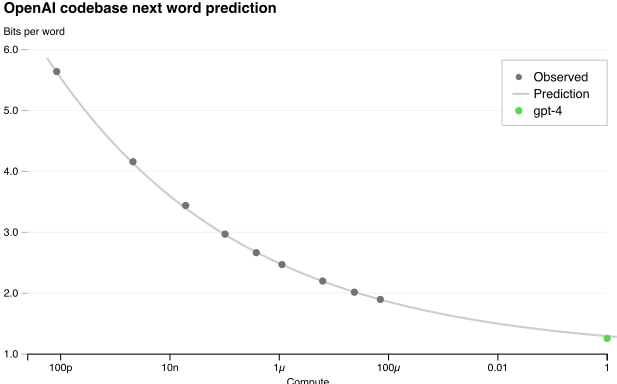 OpenAI codebase next word prediction
Bits per word
6.0
Observed
Prediction
gpt-4
5.0
4.0
3.0
2.0
1.0
100p 10n 1μ 100μ 0.01 1
Compute